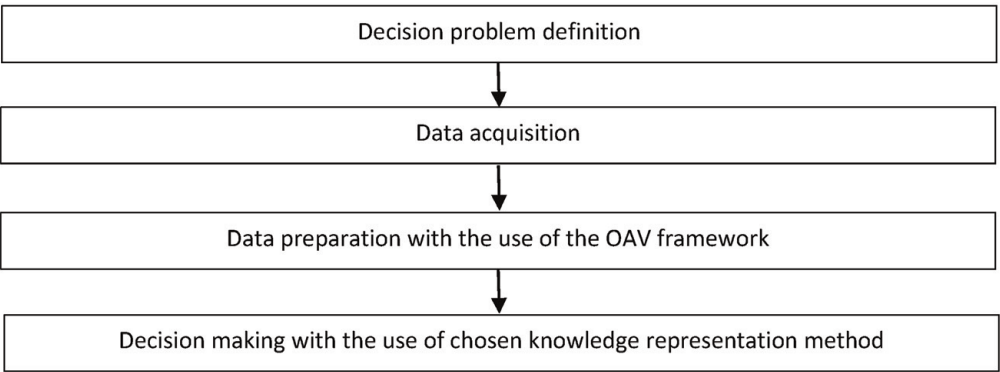 Decision problem definition
Data acquisition
Data preparation with the use of the OAV framework
Decision making with the use of chosen knowledge representation method